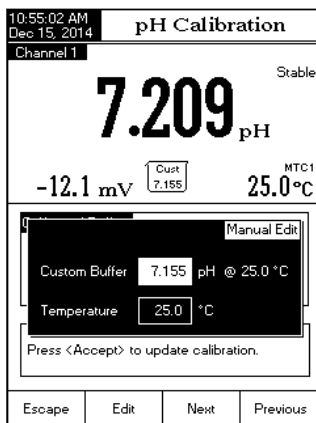 10:55:02 AM
Dec 15, 2014
pH Calibration
Channel 1
Stable
7.209 pH
-12.1 mV
Cust
7.155
MTC1
25.0°C
Manual Edit
Custom Buffer 7.155 pH @ 25.0 °C
Temperature 25.0 °C
Press <Accept> to update calibration.
Escape Edit Next Previous